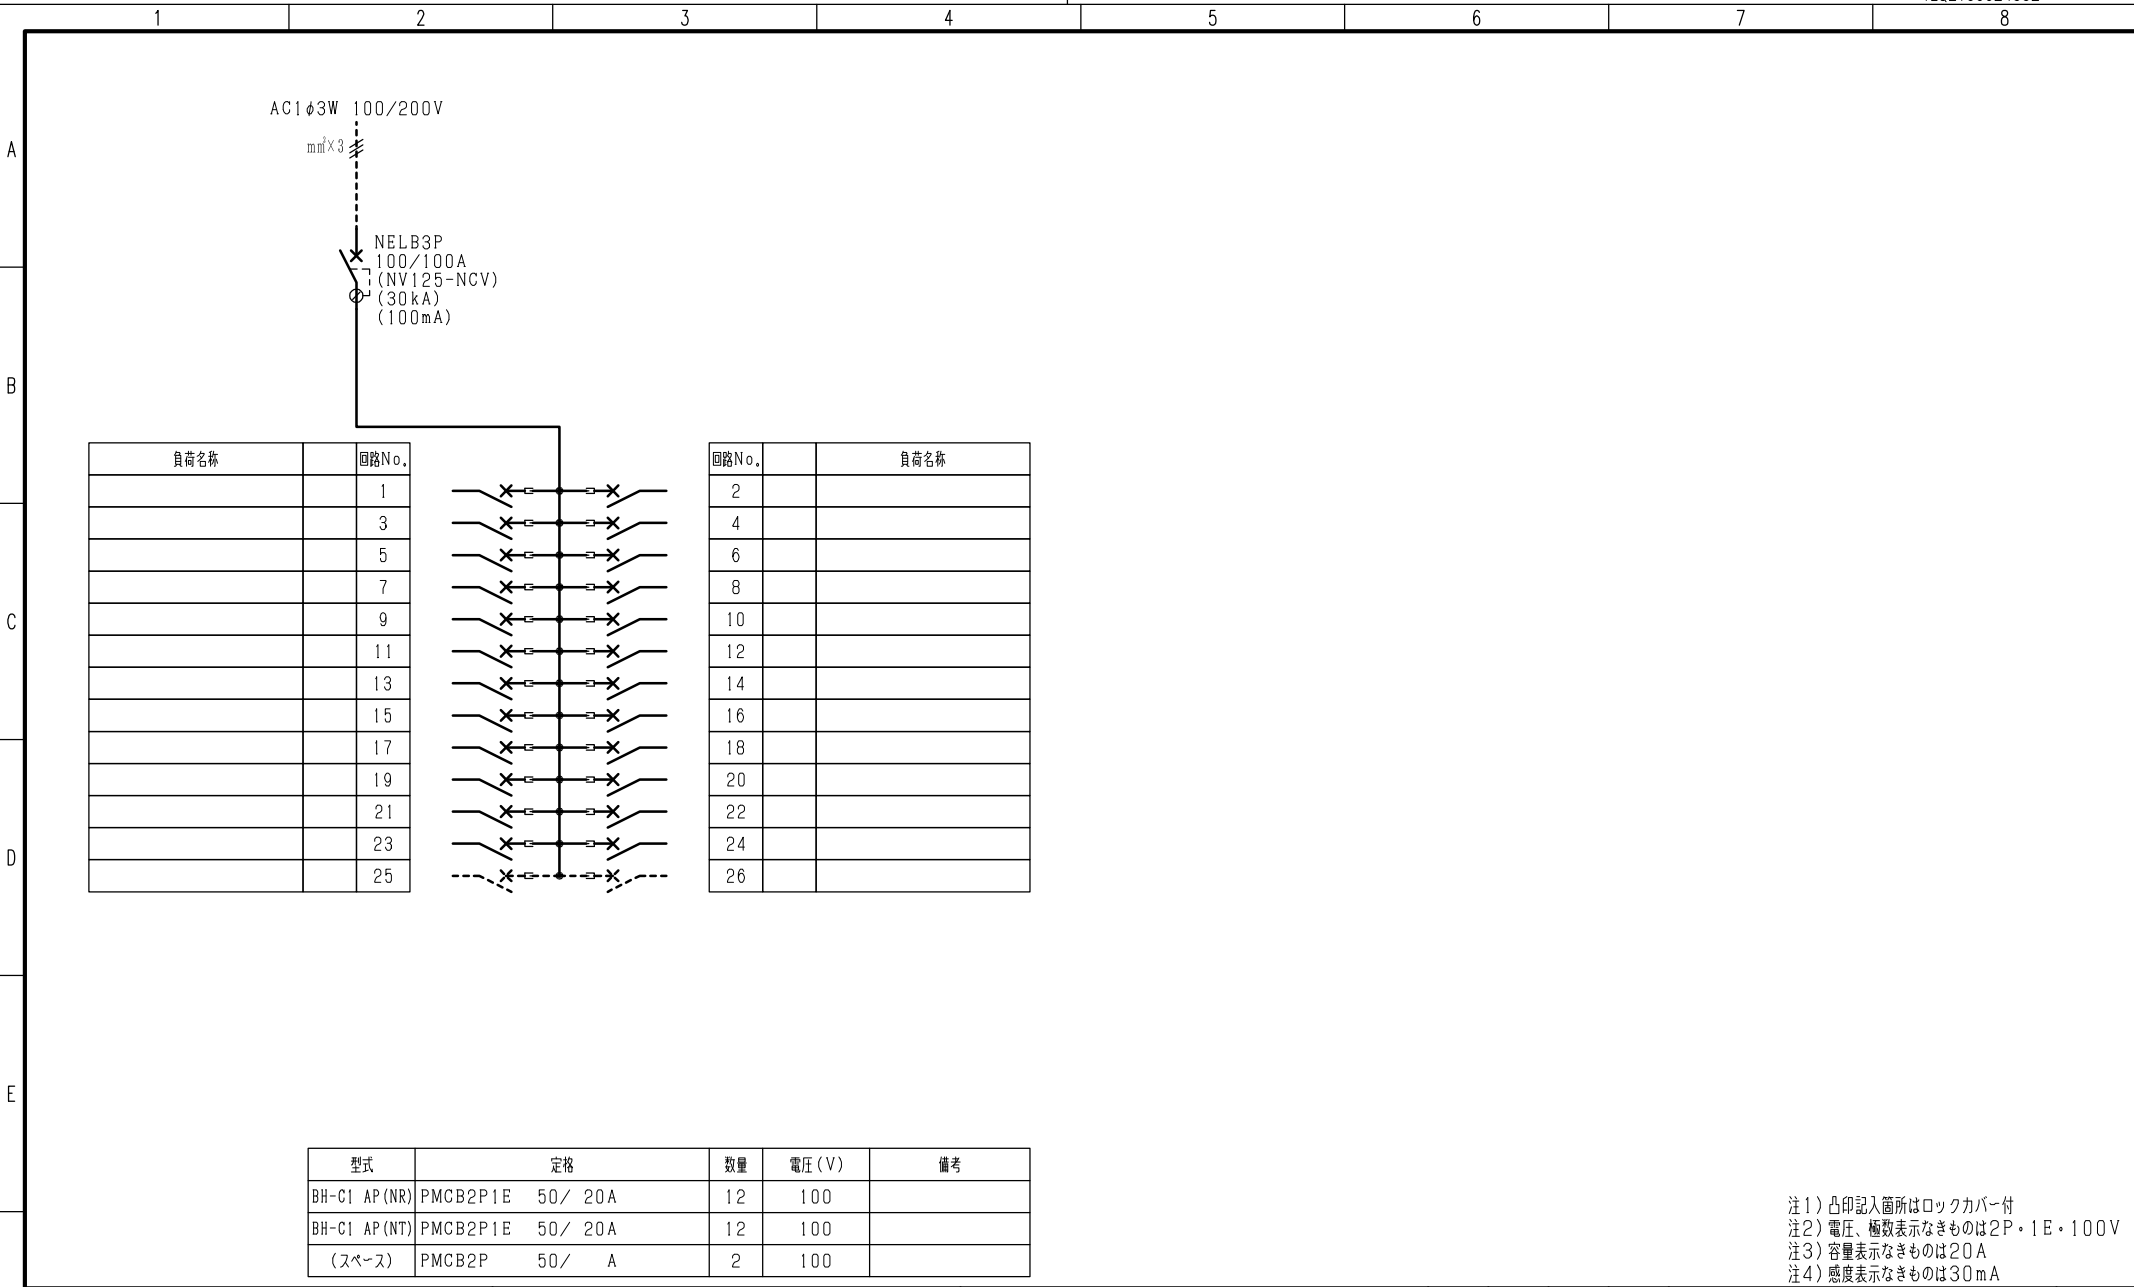 1 2 3 4 5 6 7 8
AC1φ3W 100/200V
A
mm²×3
NELB3P
100/100A
(NV125-NCV)
(30kA)
(100mA)
B
負荷名称 回路No. 回路No. 負荷名称
1 2
3 4
5 6
7 8
C
9 10
11 12
13 14
15 16
17 18
19 20
21 22
23 24
D
25 26
E
型式 定格 数量 電圧(V) 備考
BH-C1 AP(NR) PMCB2P1E 50/ 20A 12 100
BH-C1 AP(NT) PMCB2P1E 50/ 20A 12 100
(スペース) PMCB2P 50/ A 2 100
注1)凸印記入箇所はロックカバー付
注2)電圧、極数表示なきものは2P・1E・100V
注3)容量表示なきものは20A
注4)感度表示なきものは30mA